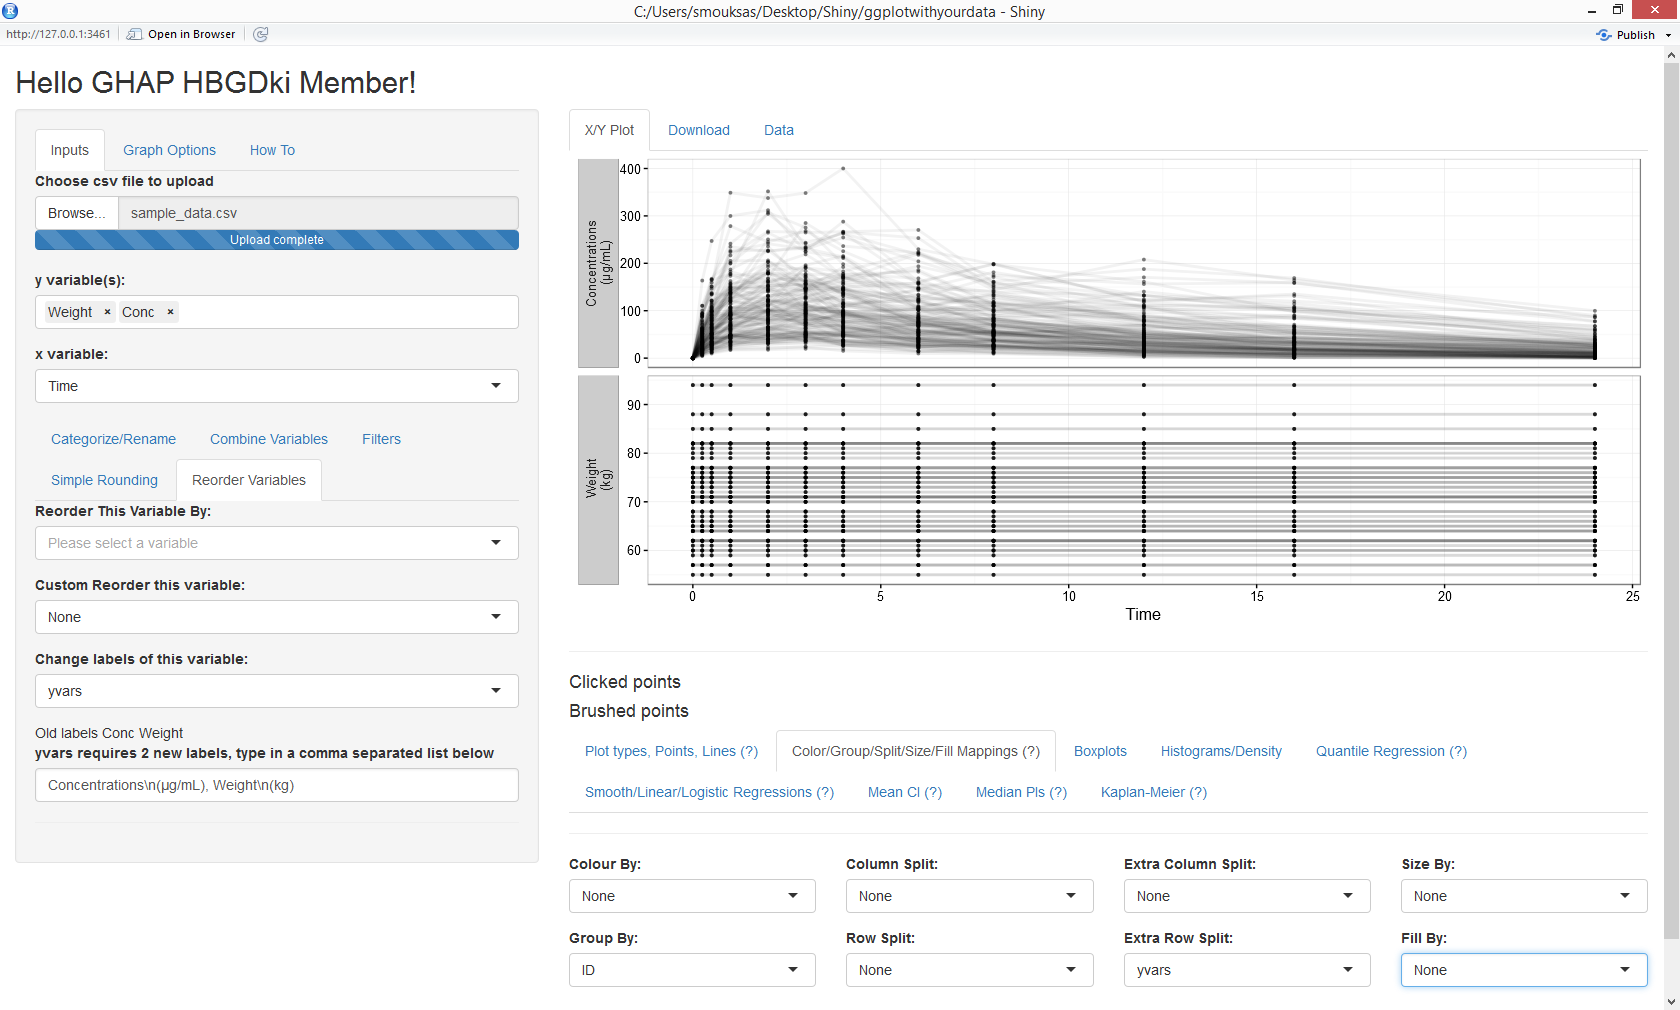 C:/Users/smouksas/Desktop/Shiny/ggplotwithyourdata - Shiny
http://127.0.0.1:3461 Open in Browser Publish
Hello GHAP HBGDki Member!
Inputs Graph Options How To
Choose csv file to upload
Browse... sample_data.csv
Upload complete
y variable(s):
Weight × Conc ×
x variable:
Time
Categorize/Rename Combine Variables Filters
Simple Rounding Reorder Variables
Reorder This Variable By:
Please select a variable
Custom Reorder this variable:
None
Change labels of this variable:
yvars
Old labels Conc Weight
yvars requires 2 new labels, type in a comma separated list below
Concentrations\n(µg/mL), Weight\n(kg)
X/Y Plot Download Data
Concentrations
(µg/mL)
400
300
200
100
0
Weight
(kg)
90
80
70
60
0 5 10 15 20 25
Time
Clicked points
Brushed points
Plot types, Points, Lines (?) Color/Group/Split/Size/Fill Mappings (?) Boxplots Histograms/Density Quantile Regression (?)
Smooth/Linear/Logistic Regressions (?) Mean CI (?) Median PIs (?) Kaplan-Meier (?)
Colour By: Column Split: Extra Column Split: Size By:
None None None None
Group By: Row Split: Extra Row Split: Fill By:
ID None yvars None